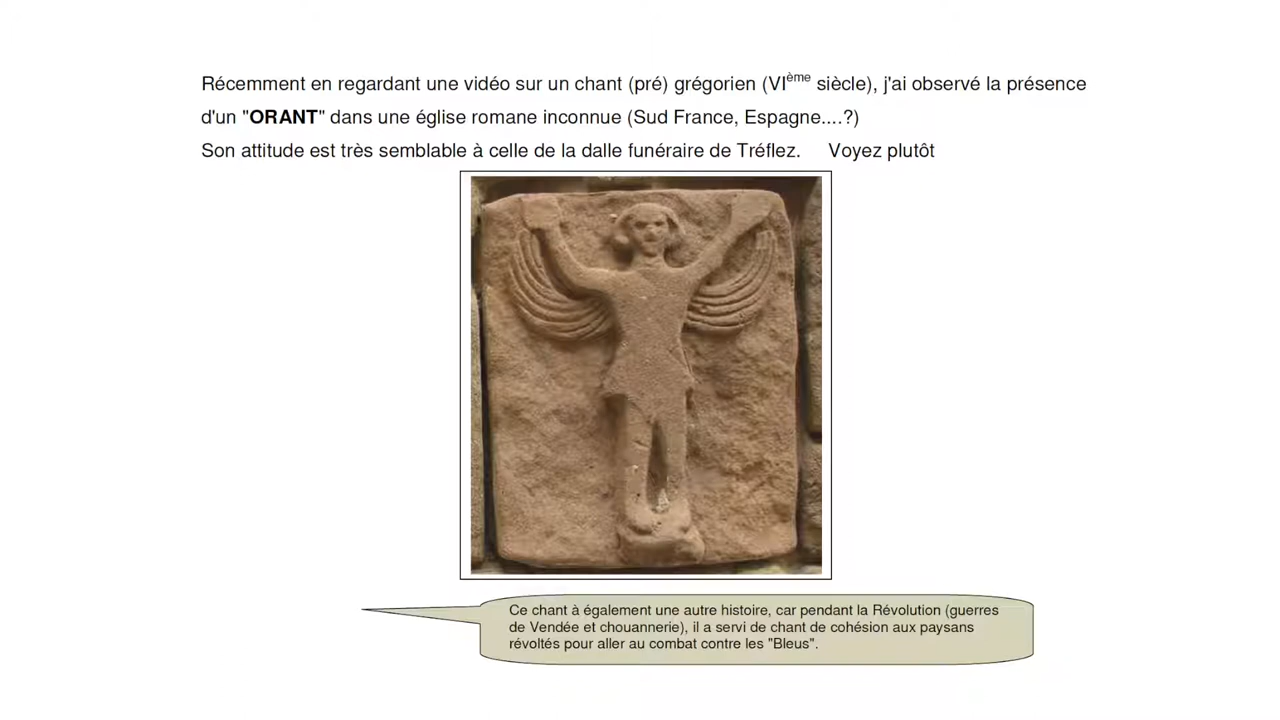 Récemment en regardant une vidéo sur un chant (pré) grégorien (VIème siècle), j'ai observé la présence
d'un "ORANT" dans une église romane inconnue (Sud France, Espagne....?)
Son attitude est très semblable à celle de la dalle funéraire de Tréflez. Voyez plutôt
Ce chant à également une autre histoire, car pendant la Révolution (guerres
de Vendée et chouannerie), il a servi de chant de cohésion aux paysans
révoltés pour aller au combat contre les "Bleus".